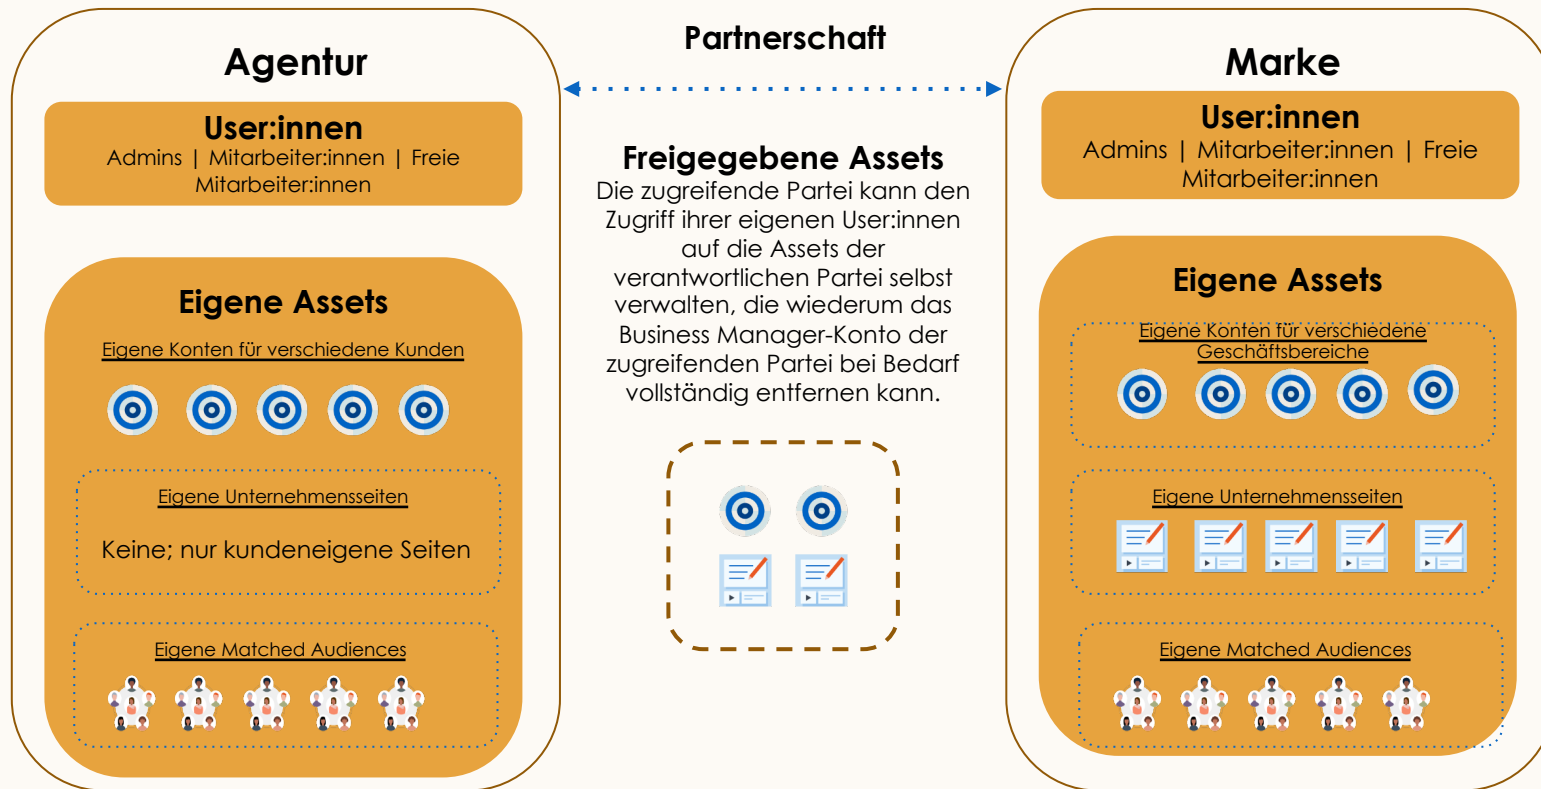 Agentur
User:innen
Admins | Mitarbeiter:innen | Freie
Mitarbeiter:innen
Eigene Assets
Eigene Konten für verschiedene Kunden
Eigene Unternehmensseiten
Keine; nur kundeneigene Seiten
Eigene Matched Audiences
Partnerschaft
Freigegebene Assets
Die zugreifende Partei kann den
Zugriff ihrer eigenen User:innen
auf die Assets der
verantwortlichen Partei selbst
verwalten, die wiederum das
Business Manager-Konto der
zugreifenden Partei bei Bedarf
vollständig entfernen kann.
Marke
User:innen
Admins | Mitarbeiter:innen | Freie
Mitarbeiter:innen
Eigene Assets
Eigene Konten für verschiedene
Geschäftsbereiche
Eigene Unternehmensseiten
Eigene Matched Audiences